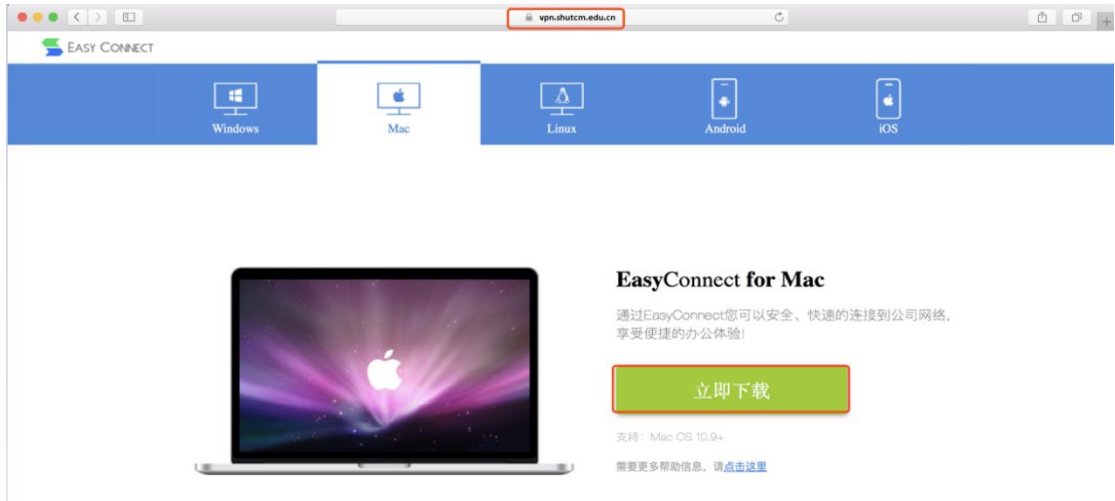 vpn.shutcm.edu.cn
EASY CONNECT
Windows
Mac
Linux
Android
iOS
EasyConnect for Mac
通过EasyConnect您可以安全、快速的连接到公司网络,
享受便捷的办公体验!
立即下载
支持: Mac OS 10.9+
需要更多帮助信息, 请点击这里